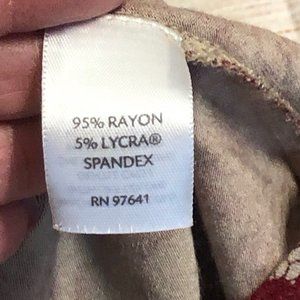 95% RAYON
5% LYCRA®
SPANDEX
RN 97641